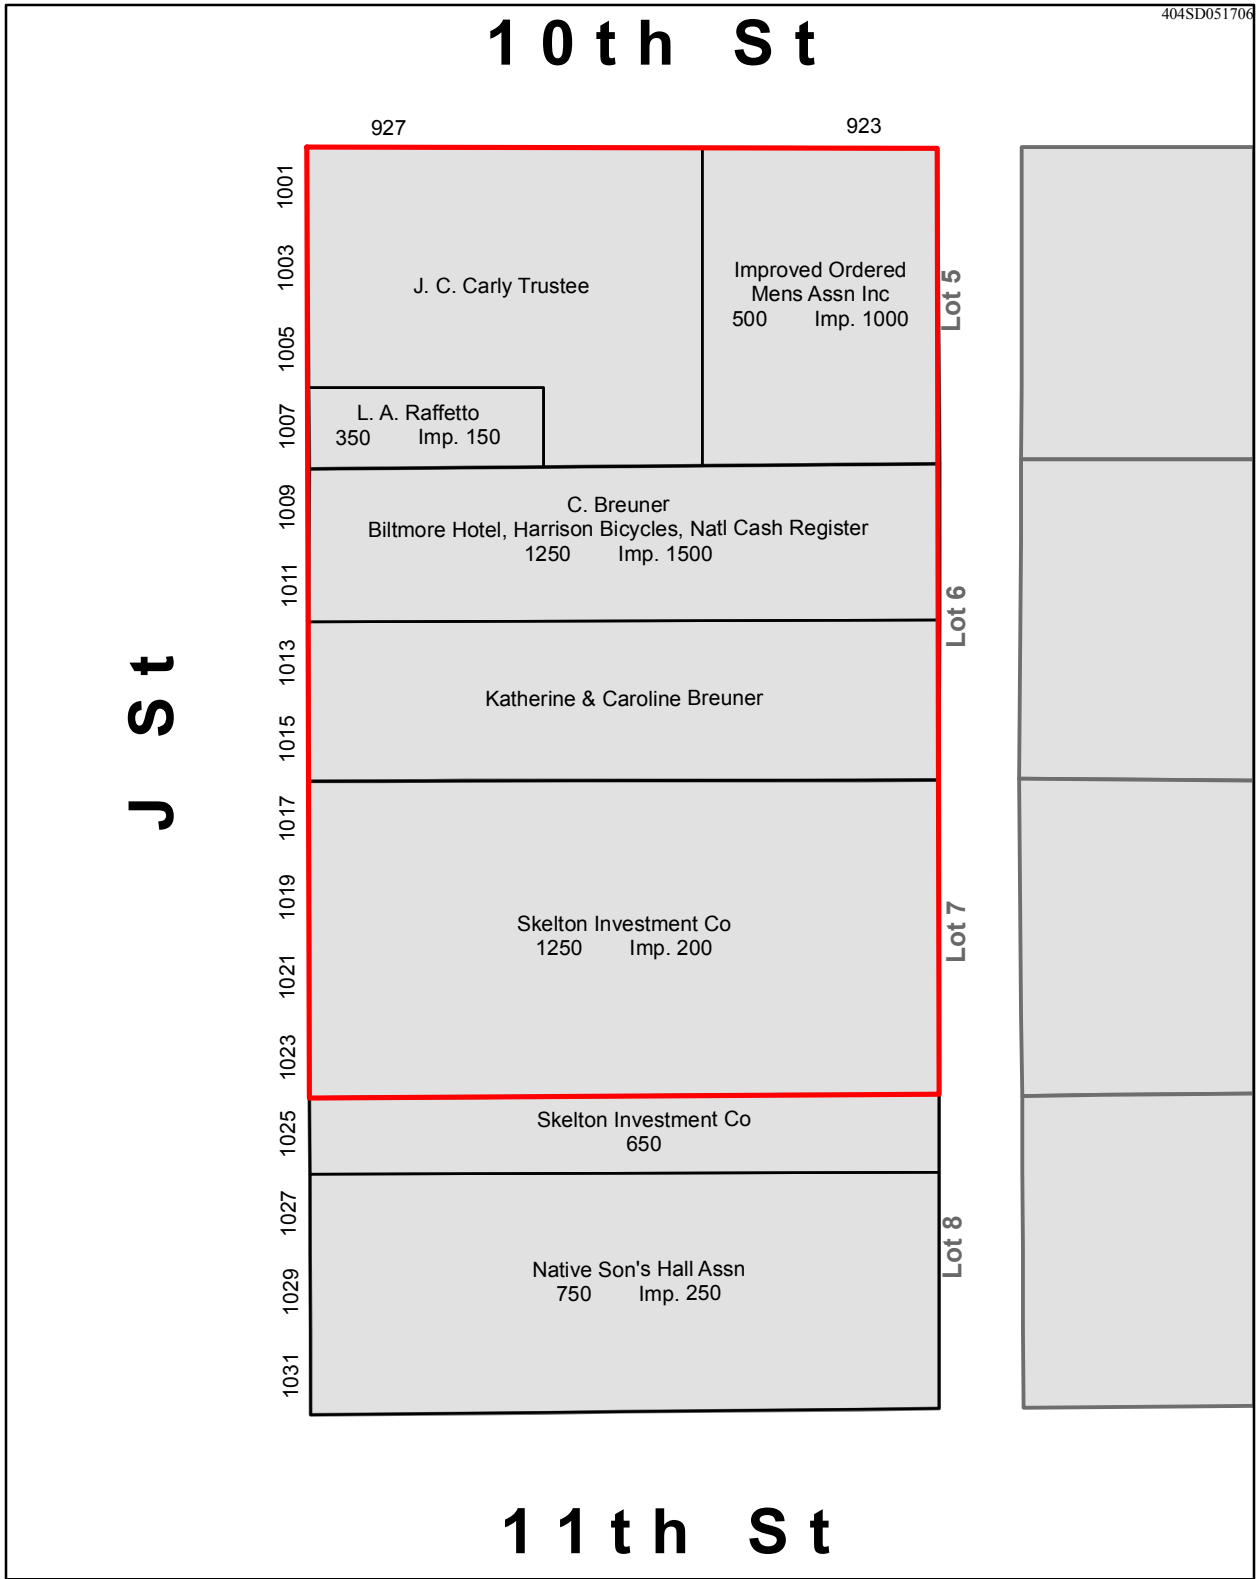 404SD051706
10th St
927 923
1001
1003
1005
1007
1009
1011
1013
1015
1017
1019
1021
1023
1025
1027
1029
1031
J St
J. C. Carly Trustee
Improved Ordered
Mens Assn Inc
500 Imp. 1000
Lot 5
L. A. Raffetto
350 Imp. 150
C. Breuner
Biltmore Hotel, Harrison Bicycles, Natl Cash Register
1250 Imp. 1500
Lot 6
Katherine & Caroline Breuner
Skelton Investment Co
1250 Imp. 200
Lot 7
Skelton Investment Co
650
Native Son's Hall Assn
750 Imp. 250
Lot 8
11th St